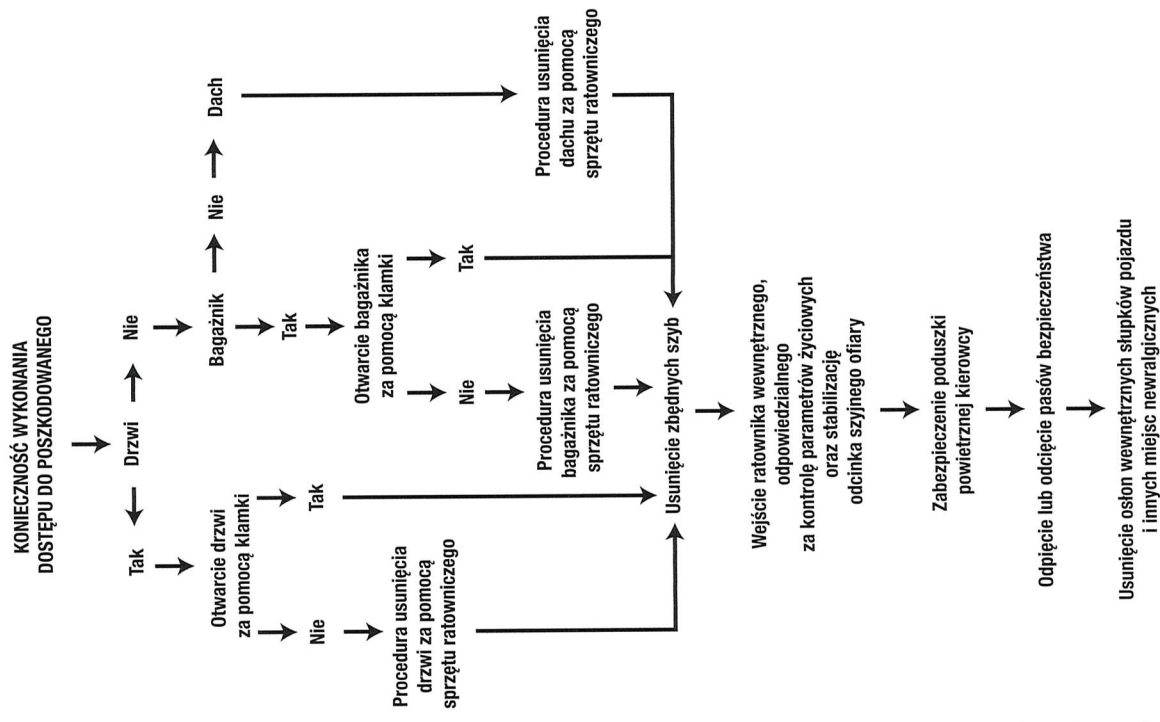 KONIECZNOŚĆ WYKONANIA
DOSTĘPU DO POSZKODOWANEGO
Tak
Drzwi
Nie
Otwarcie drzwi
za pomocą klamki
Nie
Tak
Procedura usunięcia
drzwi za pomocą
sprzętu ratowniczego
Bagażnik
Nie
Dach
Tak
Otwarcie bagażnika
za pomocą klamki
Nie
Tak
Procedura usunięcia
bagażnika za pomocą
sprzętu ratowniczego
Procedura usunięcia
dachu za pomocą
sprzętu ratowniczego
Usunięcie zbędnych szyb
Wejście ratownika wewnętrznego,
odpowiedzialnego
za kontrolę parametrów życiowych
oraz stabilizację
odcinka szyjnego ofiary
Zabezpieczenie poduszki
powietrznej kierowcy
Odpięcie lub odcięcie pasów bezpieczeństwa
Usunięcie osłon wewnętrznych słupków pojazdu
i innych miejsc newralgicznych